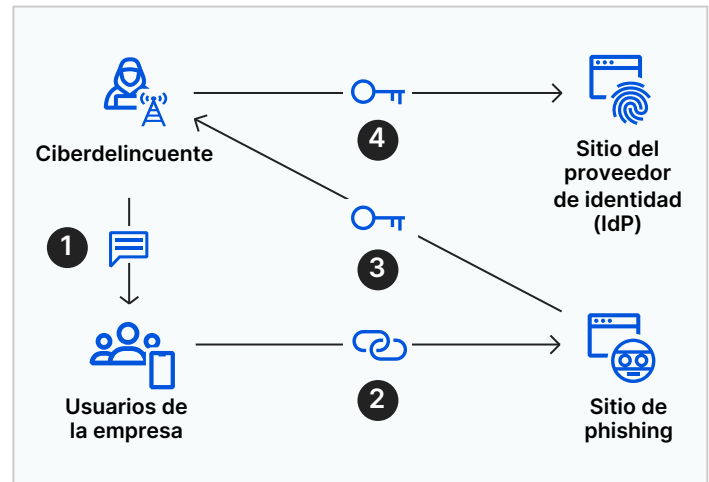 4
Ciberdelincuente
Sitio del
proveedor
de identidad
(IdP)
1
3
Usuarios de
la empresa
2
Sitio de
phishing